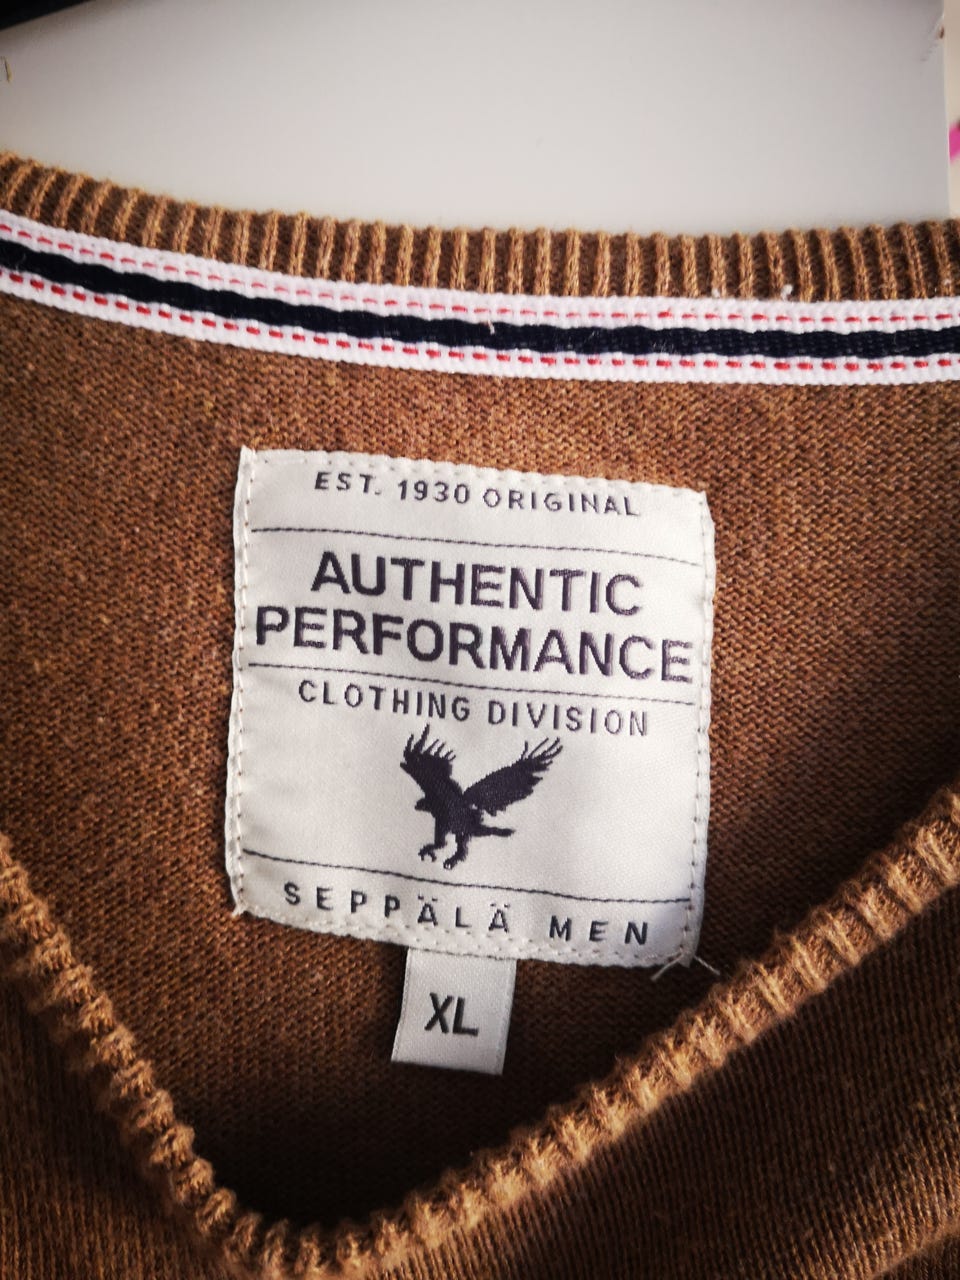 EST. 1930 ORIGINAL
AUTHENTIC
PERFORMANCE
CLOTHING DIVISION
SEPPÄLÄ MEN
XL